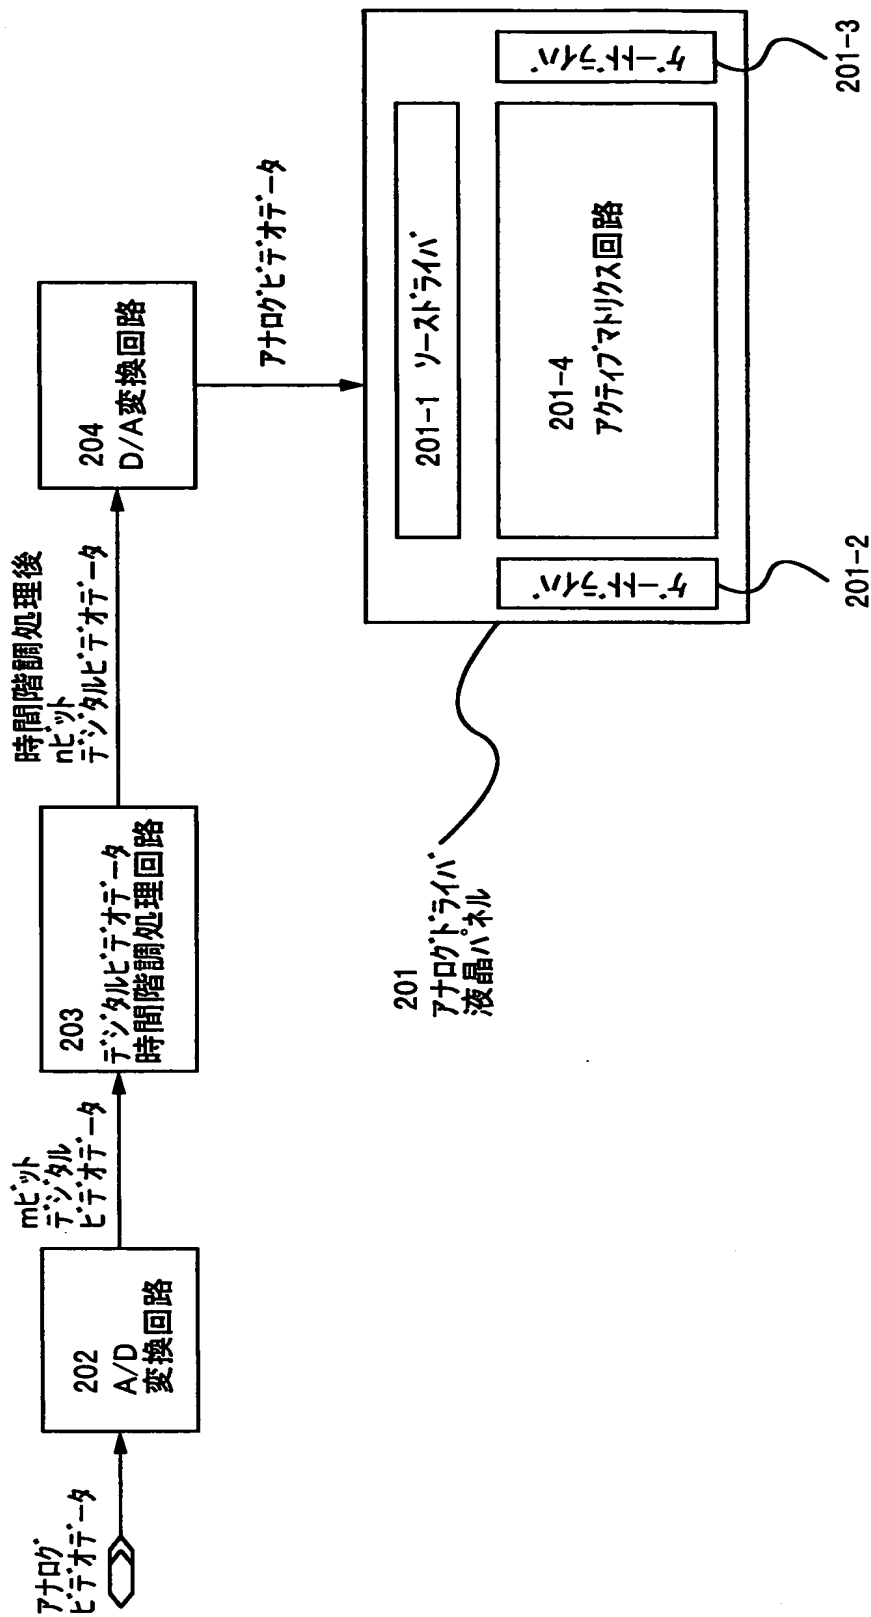 アナログ
ビデオデータ
202
A/D
変換回路
mビット
デジタル
ビデオデータ
203
デジタルビデオデータ
時間階調処理回路
時間階調処理後
nビット
デジタルビデオデータ
204
D/A変換回路
アナログビデオデータ
201
アナログドライバ
液晶パネル
201-1 ソースドライバ
ゲートドライバ
201-2
201-4
アクティブマトリクス回路
ゲートドライバ
201-3